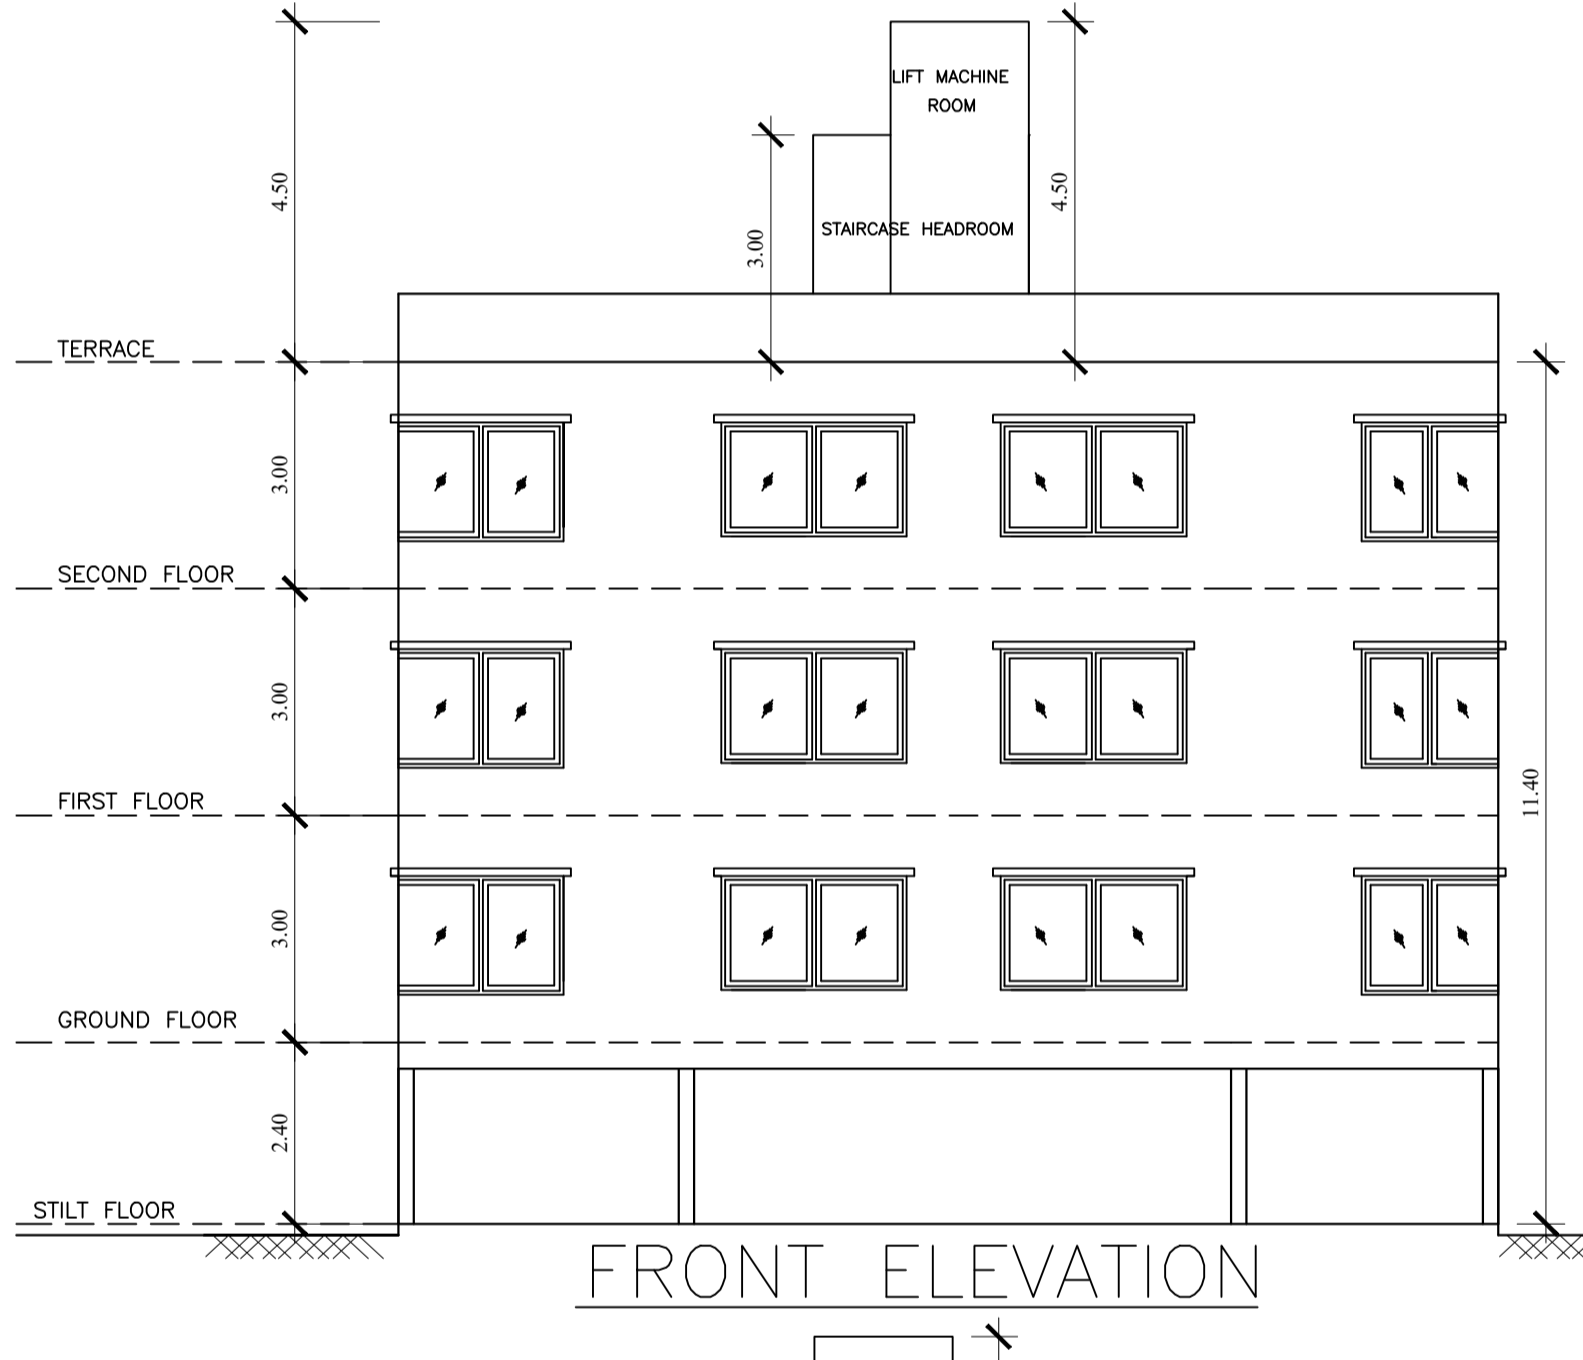 LIFT MACHINE
ROOM
4.50
4.50
STAIRCASE HEADROOM
3.00
TERRACE
3.00
SECOND FLOOR
3.00
FIRST FLOOR
11.40
3.00
GROUND FLOOR
2.40
STILT FLOOR
FRONT ELEVATION